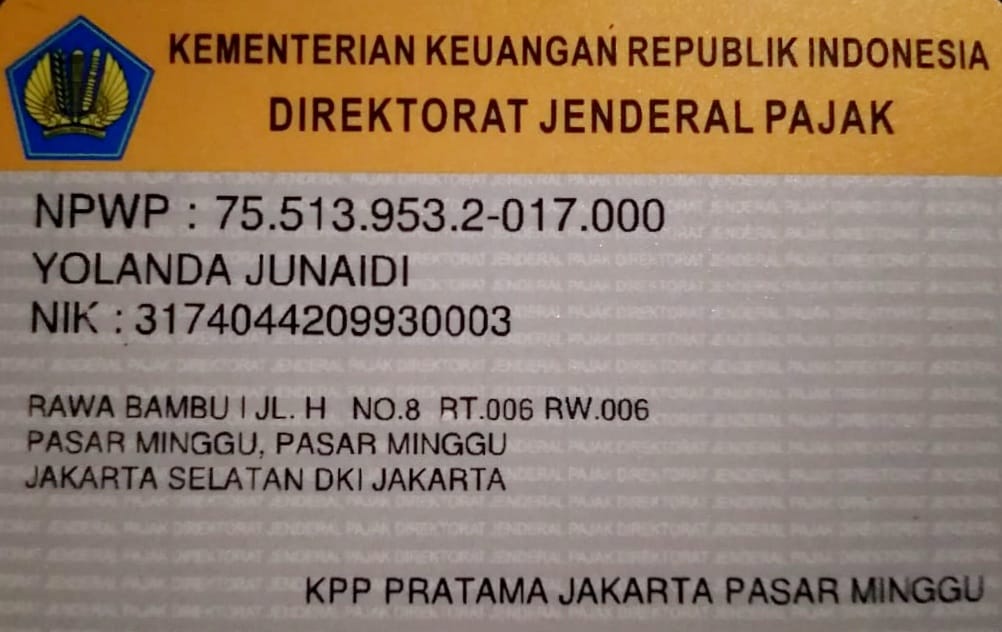 KEMENTERIAN KEUANGAN REPUBLIK INDONESIA
DIREKTORAT JENDERAL PAJAK
NPWP : 75.513.953.2-017.000
YOLANDA JUNAIDI
NIK : 3174044209930003
RAWA BAMBU I JL. H NO.8 RT.006 RW.006
PASAR MINGGU, PASAR MINGGU
JAKARTA SELATAN DKI JAKARTA
KPP PRATAMA JAKARTA PASAR MINGGU